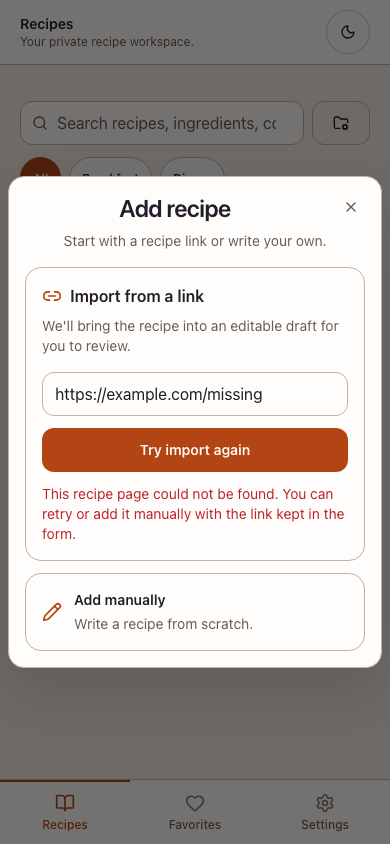 Recipes
Your private recipe workspace.
Search recipes, ingredients, co
All
Add recipe
Start with a recipe link or write your own.
Import from a link
We'll bring the recipe into an editable draft for
you to review.
https://example.com/missing
Try import again
This recipe page could not be found. You can
retry or add it manually with the link kept in the
form.
Add manually
Write a recipe from scratch.
Recipes
Favorites
Settings